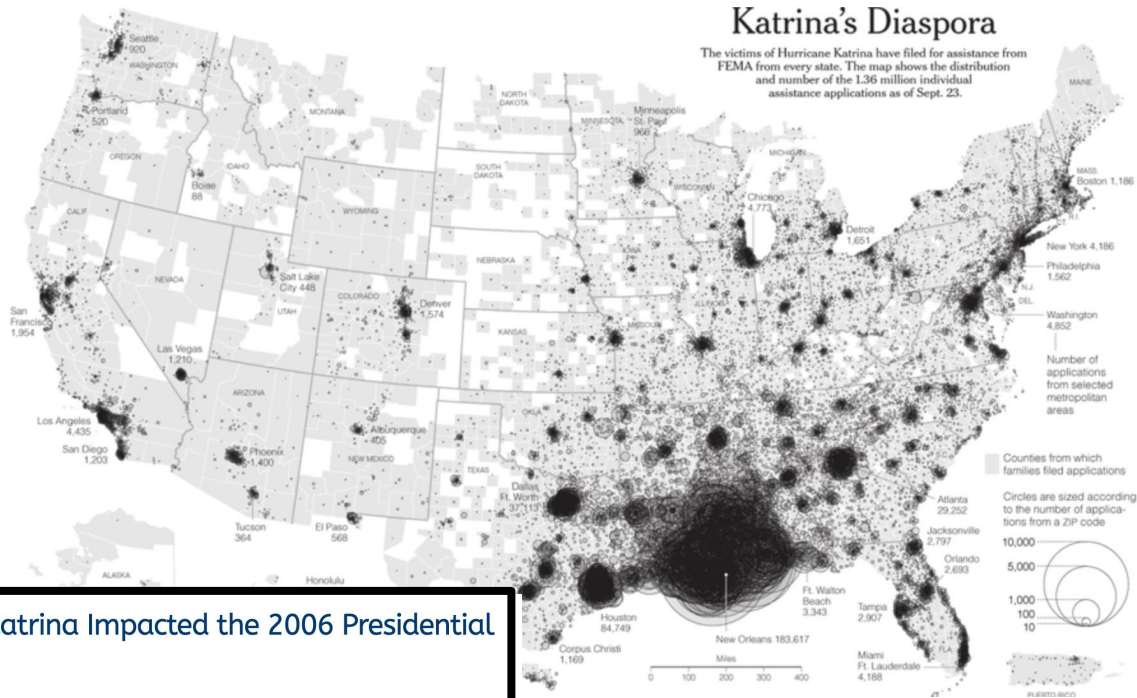 Katrina's Diaspora
The victims of Hurricane Katrina have filed for assistance from
FEMA from every state. The map shows the distribution
and number of the 1.36 million individual
assistance applications as of Sept. 23.
Seattle
920
WASHINGTON
Portland
520
OREGON
MONTANA
IDAHO
Boise
88
NORTH
DAKOTA
SOUTH
DAKOTA
MINNESOTA
Minneapolis
St. Paul
WISCONSIN
MICHIGAN
MAINE
N.Y.
MASS.
Boston 1,186
R.I.
WYOMING
CALIF
NEVADA
Salt Lake
City 448
UTAH
COLORADO
Denver
1,574
NEBRASKA
KANSAS
MISSOURI
ILLINOIS
Chicago
4,773
Detroit
1,651
New York 4,186
Philadelphia
1,562
N.J.
DEL.
Washington
4,852
Number of
applications
from selected
metropolitan
areas
San
Francisco
1,954
Las Vegas
1,210
Los Angeles
4,435
San Diego
1,203
ARIZONA
Phoenix
1,400
Tucson
364
Albuquerque
405
NEW MEXICO
El Paso
568
OKLA.
TEXAS
Dallas
Ft. Worth
37,113
KY.
GA.
Counties from which
families filed applications
Circles are sized according
to the number of applica-
tions from a ZIP code
10,000
5,000
1,000
100
10
Atlanta
29,252
Jacksonville
2,797
Orlando
2,693
Ft. Walton
Beach
3,343
Tampa
2,907
FLA.
Miami
Ft. Lauderdale
4,188
Houston
84,749
New Orleans 183,617
Corpus Christi
1,169
Miles
0 100 200 300 400
ALASKA
Honolulu
PUERTO RICO
atrina Impacted the 2006 Presidential